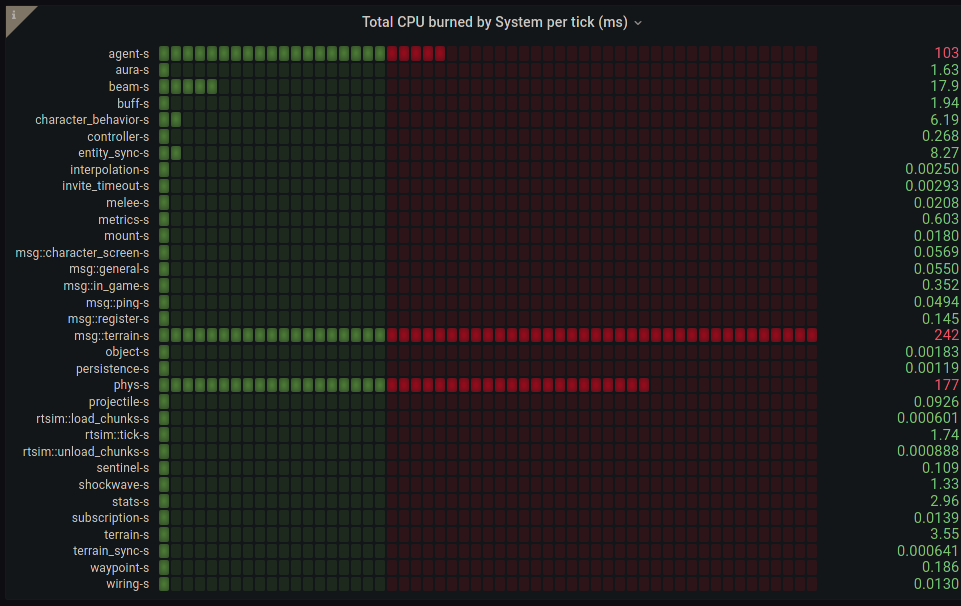 i
Total CPU burned by System per tick (ms)
agent-s 103
aura-s 1.63
beam-s 17.9
buff-s 1.94
character_behavior-s 6.19
controller-s 0.268
entity_sync-s 8.27
interpolation-s 0.00250
invite_timeout-s 0.00293
melee-s 0.0208
metrics-s 0.603
mount-s 0.0180
msg::character_screen-s 0.0569
msg::general-s 0.0550
msg::in_game-s 0.352
msg::ping-s 0.0494
msg::register-s 0.145
msg::terrain-s 242
object-s 0.00183
persistence-s 0.00119
phys-s 177
projectile-s 0.0926
rtsim::load_chunks-s 0.000601
rtsim::tick-s 1.74
rtsim::unload_chunks-s 0.000888
sentinel-s 0.109
shockwave-s 1.33
stats-s 2.96
subscription-s 0.0139
terrain-s 3.55
terrain_sync-s 0.000641
waypoint-s 0.186
wiring-s 0.0130